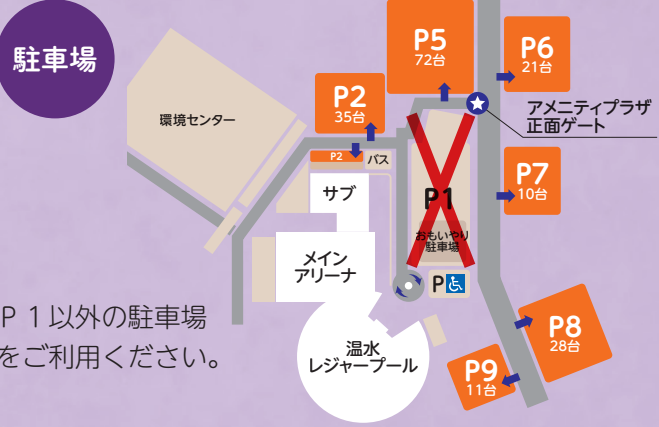 駐車場
環境センター
P2
35台
P2
バス
P5
72台
P6
21台
アメニティプラザ
正面ゲート
P1
おもいやり
駐車場
P7
10台
サブ
メイン
アリーナ
P
温水
レジャープール
P8
28台
P9
11台
P 1 以外の駐車場
をご利用ください。